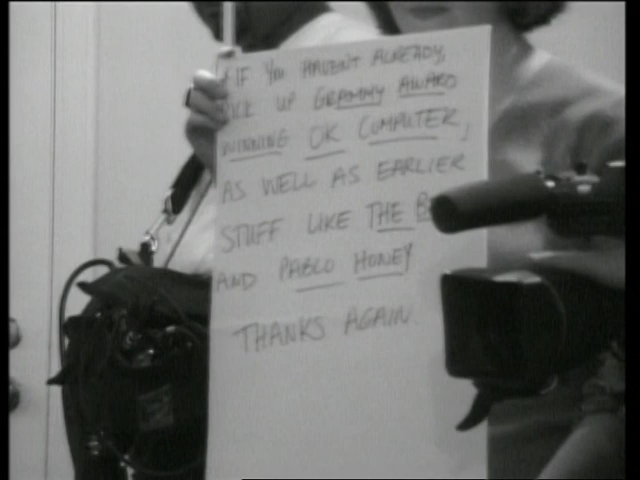 IF YOU HAVEN'T ALREADY,
UP GRAMMY AWARD
WINNING OK COMPUTER,
AS WELL AS EARLIER
STUFF LIKE THE
AND PABLO HONEY
THANKS AGAIN.